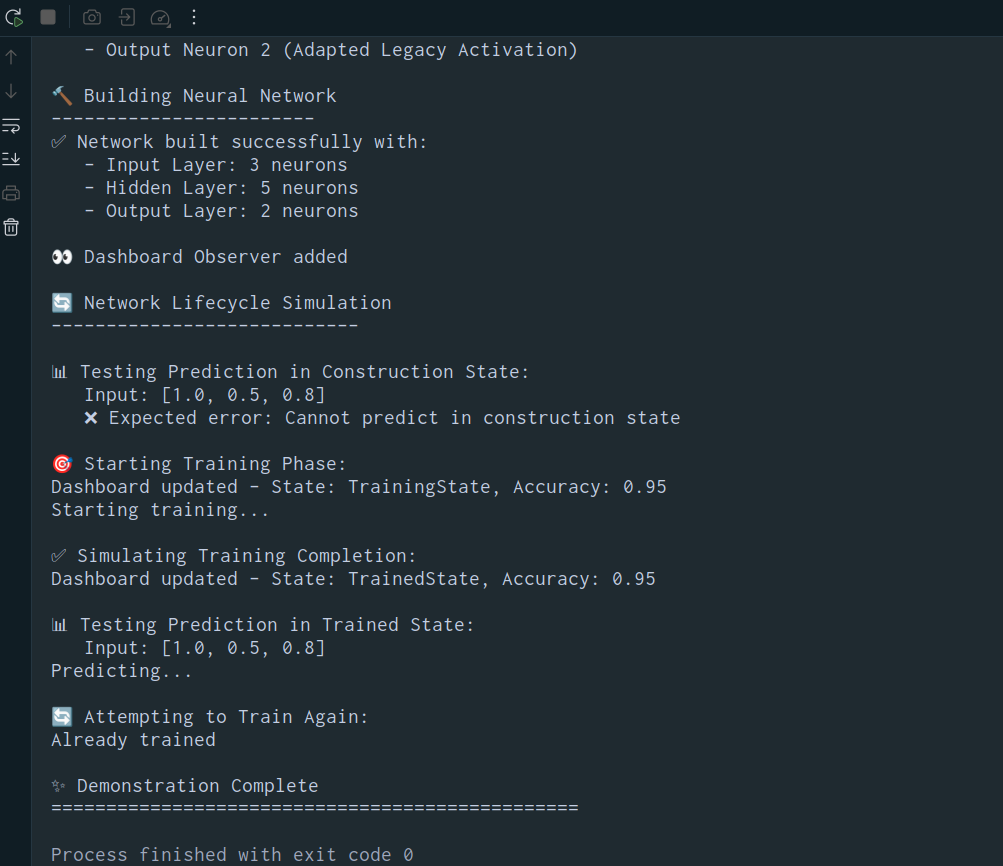 - Output Neuron 2 (Adapted Legacy Activation)
🔨 Building Neural Network
------------------------
✅ Network built successfully with:
- Input Layer: 3 neurons
- Hidden Layer: 5 neurons
- Output Layer: 2 neurons
👀 Dashboard Observer added
🔄 Network Lifecycle Simulation
----------------------------
📊 Testing Prediction in Construction State:
Input: [1.0, 0.5, 0.8]
❌ Expected error: Cannot predict in construction state
🎯 Starting Training Phase:
Dashboard updated - State: TrainingState, Accuracy: 0.95
Starting training...
✅ Simulating Training Completion:
Dashboard updated - State: TrainedState, Accuracy: 0.95
📊 Testing Prediction in Trained State:
Input: [1.0, 0.5, 0.8]
Predicting...
🔄 Attempting to Train Again:
Already trained
✨ Demonstration Complete
================================================
Process finished with exit code 0